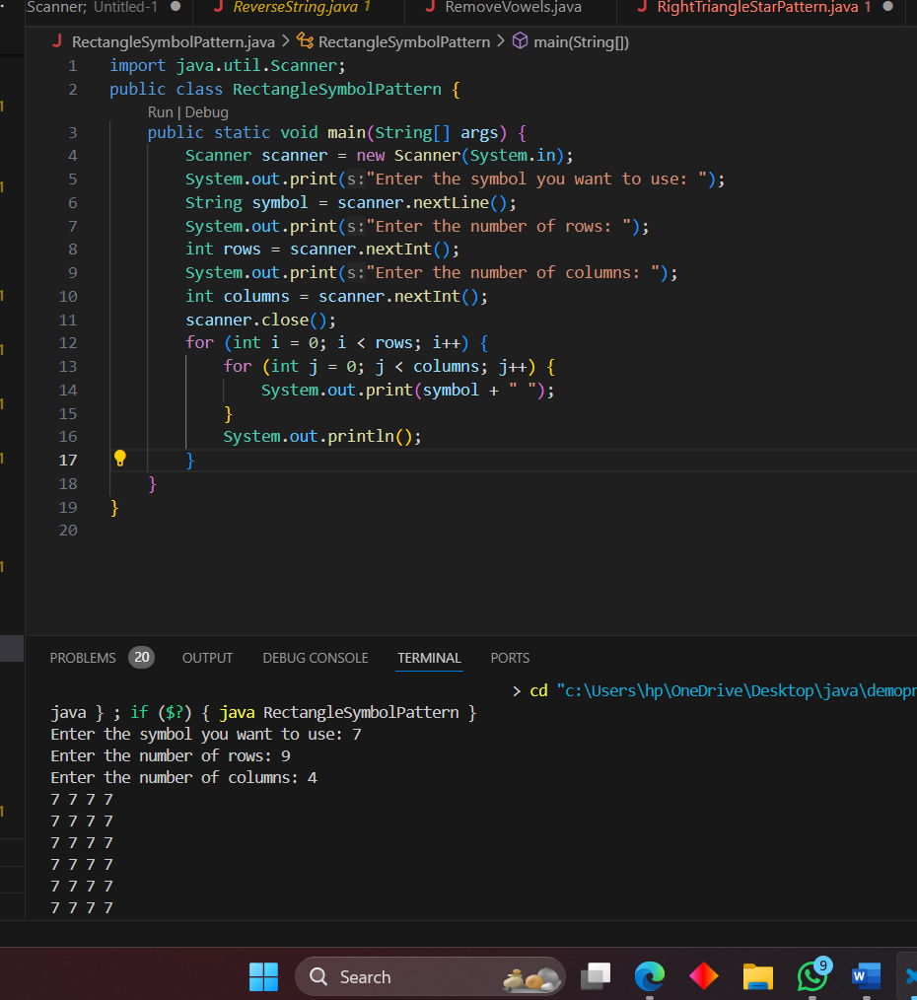 Scanner; Untitled-1 ReverseString.java 1 RemoveVowels.java RightTriangleStarPattern.java 1
RectangleSymbolPattern.java > RectangleSymbolPattern > main(String[])
1 import java.util.Scanner;
2 public class RectangleSymbolPattern {
Run | Debug
3 public static void main(String[] args) {
4 Scanner scanner = new Scanner(System.in);
5 System.out.print(s:"Enter the symbol you want to use: ");
6 String symbol = scanner.nextLine();
7 System.out.print(s:"Enter the number of rows: ");
8 int rows = scanner.nextInt();
9 System.out.print(s:"Enter the number of columns: ");
10 int columns = scanner.nextInt();
11 scanner.close();
12 for (int i = 0; i < rows; i++) {
13 for (int j = 0; j < columns; j++) {
14 System.out.print(symbol + " ");
15 }
16 System.out.println();
17 }
18 }
19 }
20
PROBLEMS 20 OUTPUT DEBUG CONSOLE TERMINAL PORTS
> cd "c:\Users\hp\OneDrive\Desktop\java\demopr
java } ; if ($?) { java RectangleSymbolPattern }
Enter the symbol you want to use: 7
Enter the number of rows: 9
Enter the number of columns: 4
7 7 7 7
7 7 7 7
7 7 7 7
7 7 7 7
7 7 7 7
7 7 7 7
Search 9 W